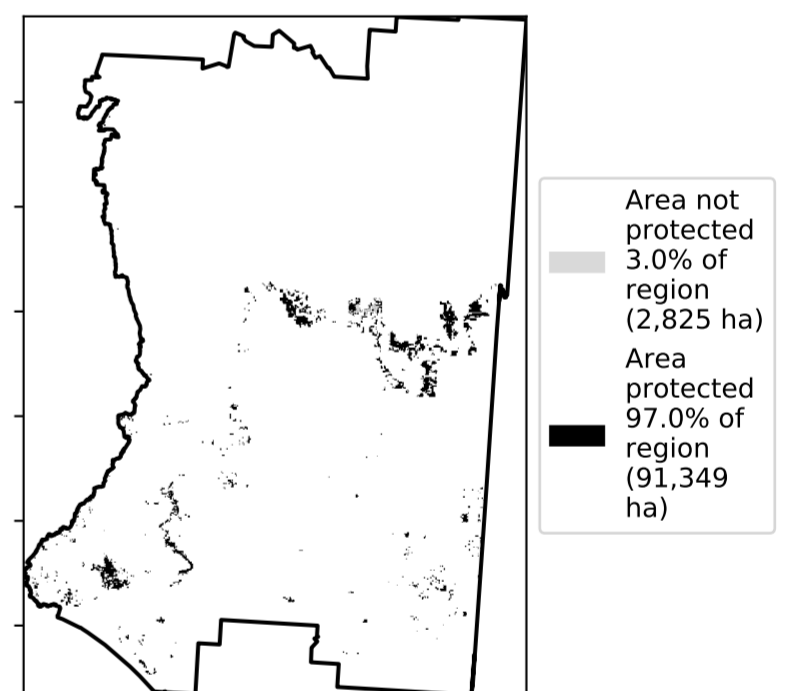 Area not
protected
3.0% of
region
(2,825 ha)
Area
protected
97.0% of
region
(91,349
ha)